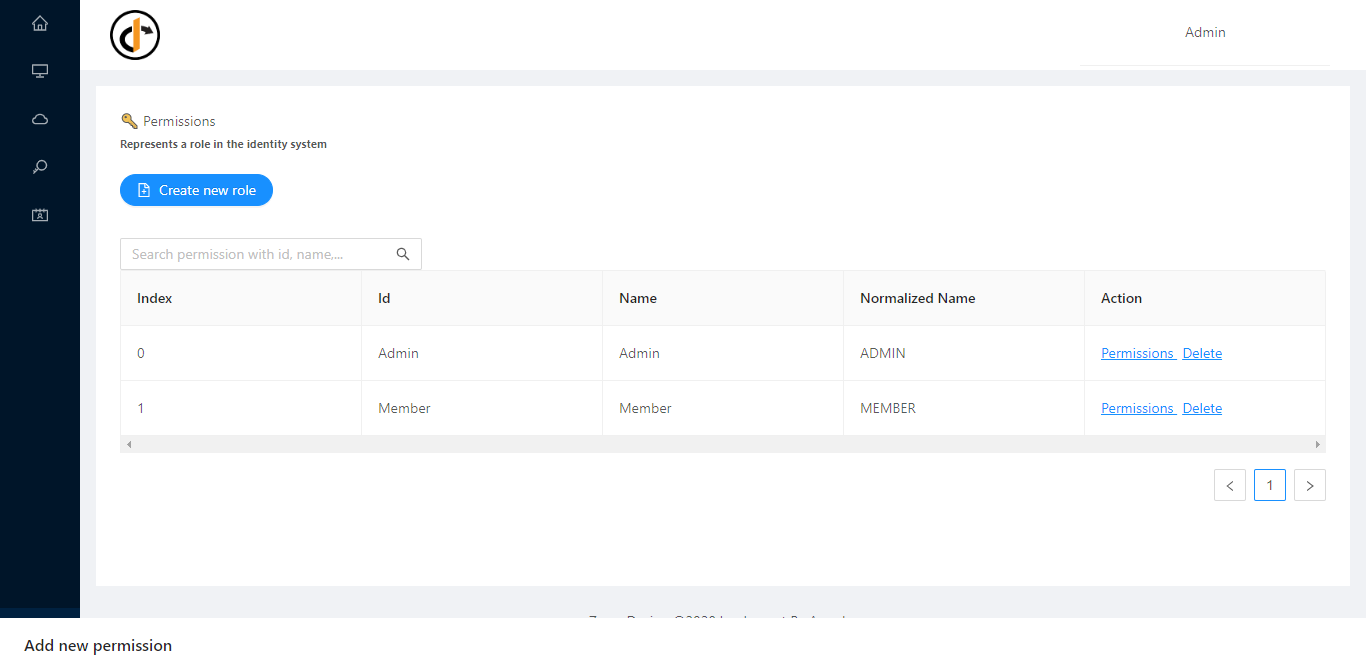 Admin
Permissions
Represents a role in the identity system
Create new role
Search permission with id, name,...
Index Id Name Normalized Name Action
0 Admin Admin ADMIN Permissions Delete
1 Member Member MEMBER Permissions Delete
1
Add new permission